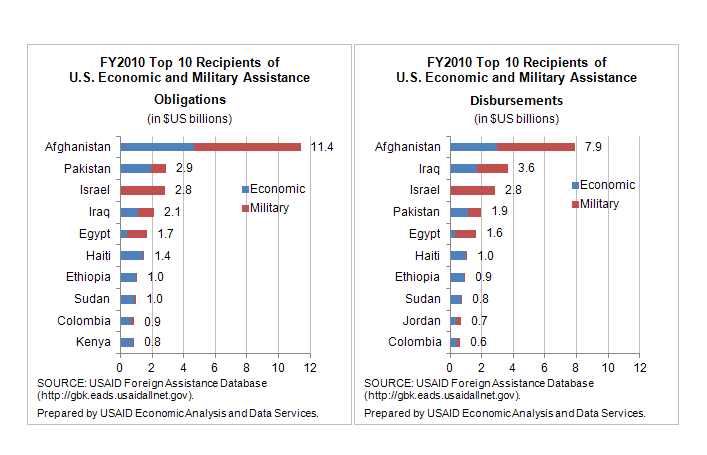 FY2010 Top 10 Recipients of
U.S. Economic and Military Assistance
Obligations
(in $US billions)
Afghanistan 11.4
Pakistan 2.9
Israel 2.8
Iraq 2.1
Egypt 1.7
Haiti 1.4
Ethiopia 1.0
Sudan 1.0
Colombia 0.9
Kenya 0.8
Economic
Military
0 2 4 6 8 10 12
SOURCE: USAID Foreign Assistance Database
(http://gbk.eads.usaidallnet.gov).
Prepared by USAID Economic Analysis and Data Services.
FY2010 Top 10 Recipients of
U.S. Economic and Military Assistance
Disbursements
(in $US billions)
Afghanistan 7.9
Iraq 3.6
Israel 2.8
Pakistan 1.9
Egypt 1.6
Haiti 1.0
Ethiopia 0.9
Sudan 0.8
Jordan 0.7
Colombia 0.6
Economic
Military
0 2 4 6 8 10 12
SOURCE: USAID Foreign Assistance Database
(http://gbk.eads.usaidallnet.gov).
Prepared by USAID Economic Analysis and Data Services.